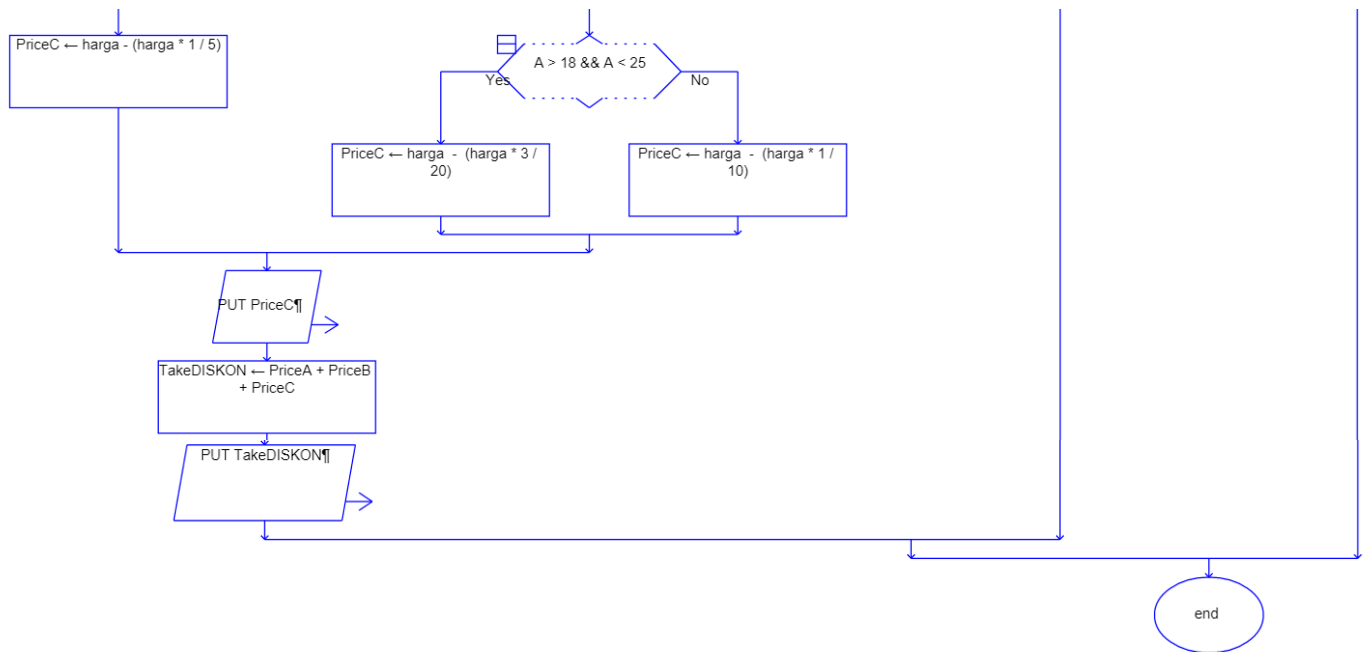 PriceC ← harga - (harga * 1 / 5)
A > 18 && A < 25
Yes
No
PriceC ← harga - (harga * 3 /
20)
PriceC ← harga - (harga * 1 /
10)
PUT PriceC¶
TakeDISKON ← PriceA + PriceB
+ PriceC
PUT TakeDISKON¶
end